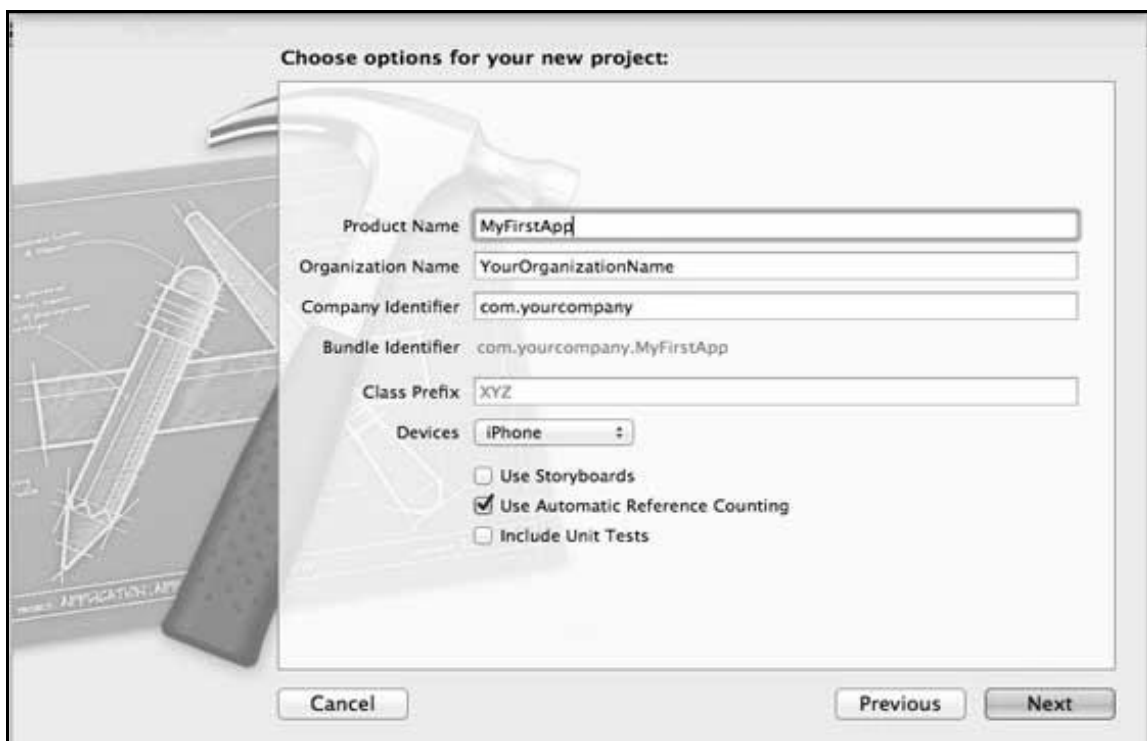 Choose options for your new project:
Product Name MyFirstApp
Organization Name YourOrganizationName
Company Identifier com.yourcompany
Bundle Identifier com.yourcompany.MyFirstApp
Class Prefix XYZ
Devices iPhone
Use Storyboards
Use Automatic Reference Counting
Include Unit Tests
APPLICATION
Cancel Previous Next